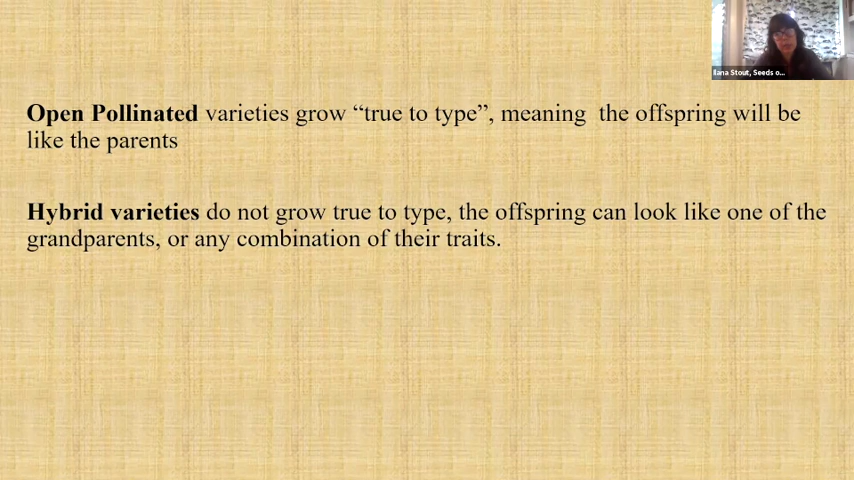 Ilana Stout, Seeds o...
Open Pollinated varieties grow “true to type”, meaning the offspring will be
like the parents
Hybrid varieties do not grow true to type, the offspring can look like one of the
grandparents, or any combination of their traits.